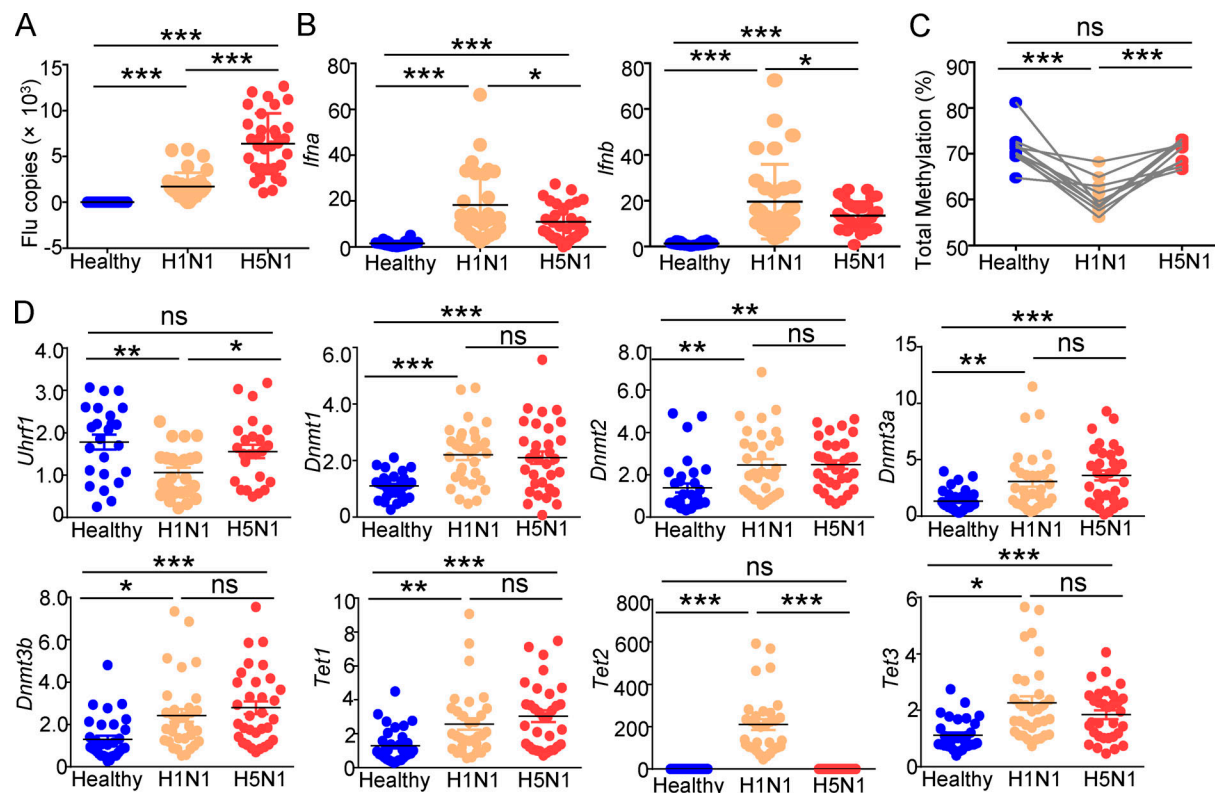 A
Flu copies (× 10³)
15
10
5
0
−5
***
***
***
Healthy
H1N1
H5N1
B
Ifna
80
60
40
20
0
***
***
*
Healthy
H1N1
H5N1
Ifnb
80
60
40
20
0
***
***
*
Healthy
H1N1
H5N1
C
Total Methylation (%)
90
80
70
60
50
ns
***
***
Healthy
H1N1
H5N1
D
Uhrf1
4.0
3.0
2.0
1.0
0.0
ns
**
*
Healthy
H1N1
H5N1
Dnmt1
6.0
4.0
2.0
0.0
***
***
ns
Healthy
H1N1
H5N1
Dnmt2
8.0
6.0
4.0
2.0
0.0
**
**
ns
Healthy
H1N1
H5N1
Dnmt3a
15
10
5
0
***
**
ns
Healthy
H1N1
H5N1
Dnmt3b
8.0
6.0
4.0
2.0
0.0
***
*
ns
Healthy
H1N1
H5N1
Tet1
10
8
6
4
2
0
***
**
ns
Healthy
H1N1
H5N1
Tet2
800
600
400
200
0
ns
***
***
Healthy
H1N1
H5N1
Tet3
6
4
2
0
***
*
ns
Healthy
H1N1
H5N1